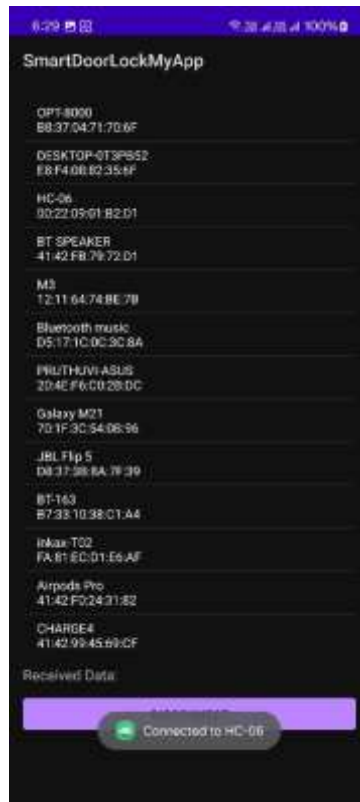 6:29
100%
SmartDoorLockMyApp
OPT-8000
B8:37:04:71:70:6F
DESKTOP-0T3P852
E8:F4:08:82:35:6F
HC-06
00:22:09:01:B2:D1
BT SPEAKER
41:42:FB:79:72:D1
M3
12:11:64:74:BE:7B
Bluetooth music
D5:17:1C:0C:3C:8A
PRUTHUVI-ASUS
20:4E:F6:C0:2B:DC
Galaxy M21
70:1F:3C:54:08:96
JBL Flip 5
D8:37:3B:8A:7F:39
BT-163
B7:33:10:38:C1:A4
inkax-T02
FA:81:EC:D1:E6:AF
Airpods Pro
41:42:F0:24:31:82
CHARGE4
41:42:99:45:69:CF
Received Data:
Connected to HC-06